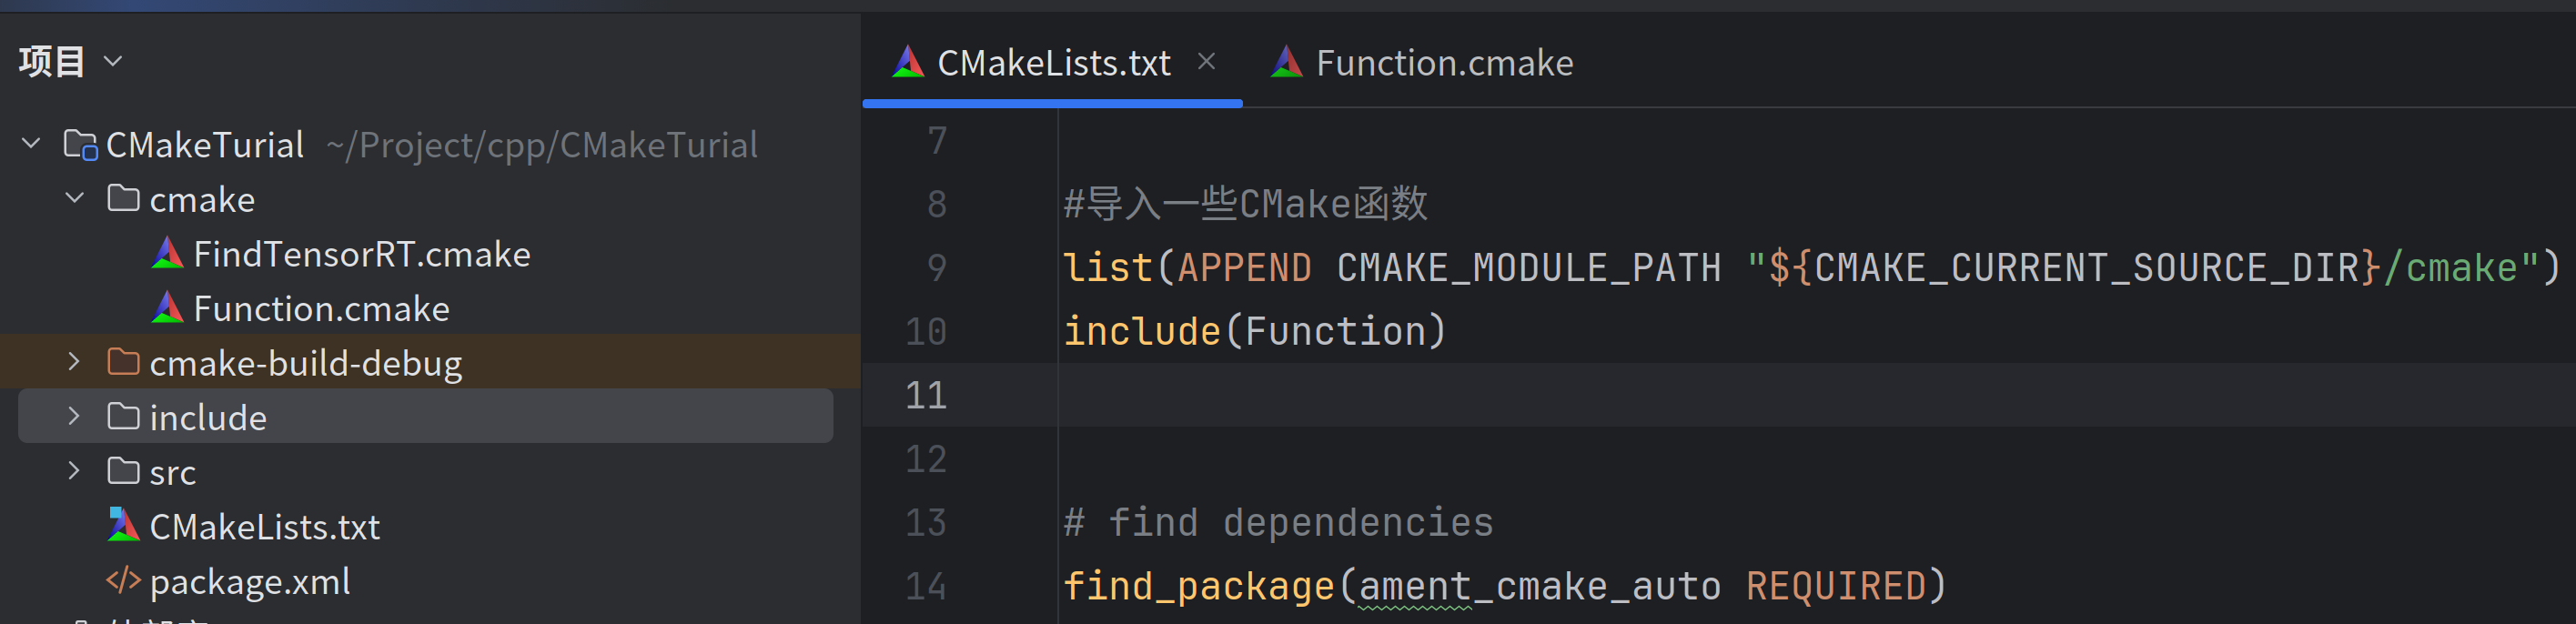 项目
CMakeTurial ~/Project/cpp/CMakeTurial
cmake
FindTensorRT.cmake
Function.cmake
cmake-build-debug
include
src
CMakeLists.txt
package.xml
CMakeLists.txt Function.cmake
7
8 #导入一些CMake函数
9 list(APPEND CMAKE_MODULE_PATH "${CMAKE_CURRENT_SOURCE_DIR}/cmake")
10 include(Function)
11
12
13 # find dependencies
14 find_package(ament_cmake_auto REQUIRED)